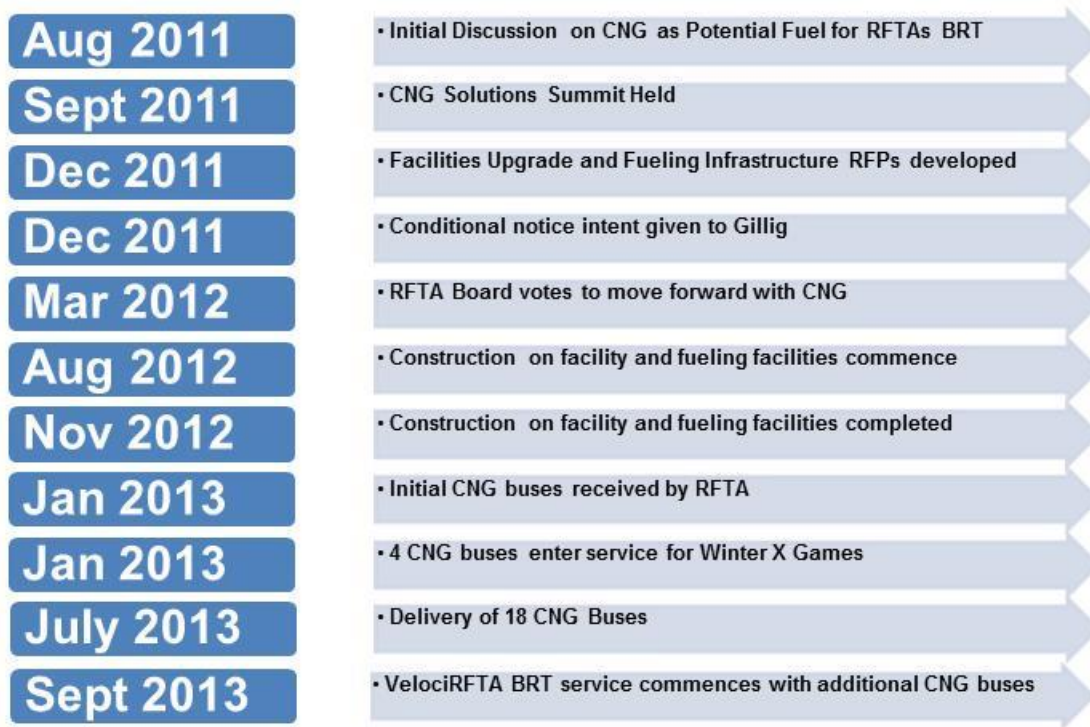 Aug 2011
• Initial Discussion on CNG as Potential Fuel for RFTAs BRT
Sept 2011
• CNG Solutions Summit Held
Dec 2011
• Facilities Upgrade and Fueling Infrastructure RFPs developed
Dec 2011
• Conditional notice intent given to Gillig
Mar 2012
• RFTA Board votes to move forward with CNG
Aug 2012
• Construction on facility and fueling facilities commence
Nov 2012
• Construction on facility and fueling facilities completed
Jan 2013
• Initial CNG buses received by RFTA
Jan 2013
• 4 CNG buses enter service for Winter X Games
July 2013
• Delivery of 18 CNG Buses
Sept 2013
• VelociRFTA BRT service commences with additional CNG buses